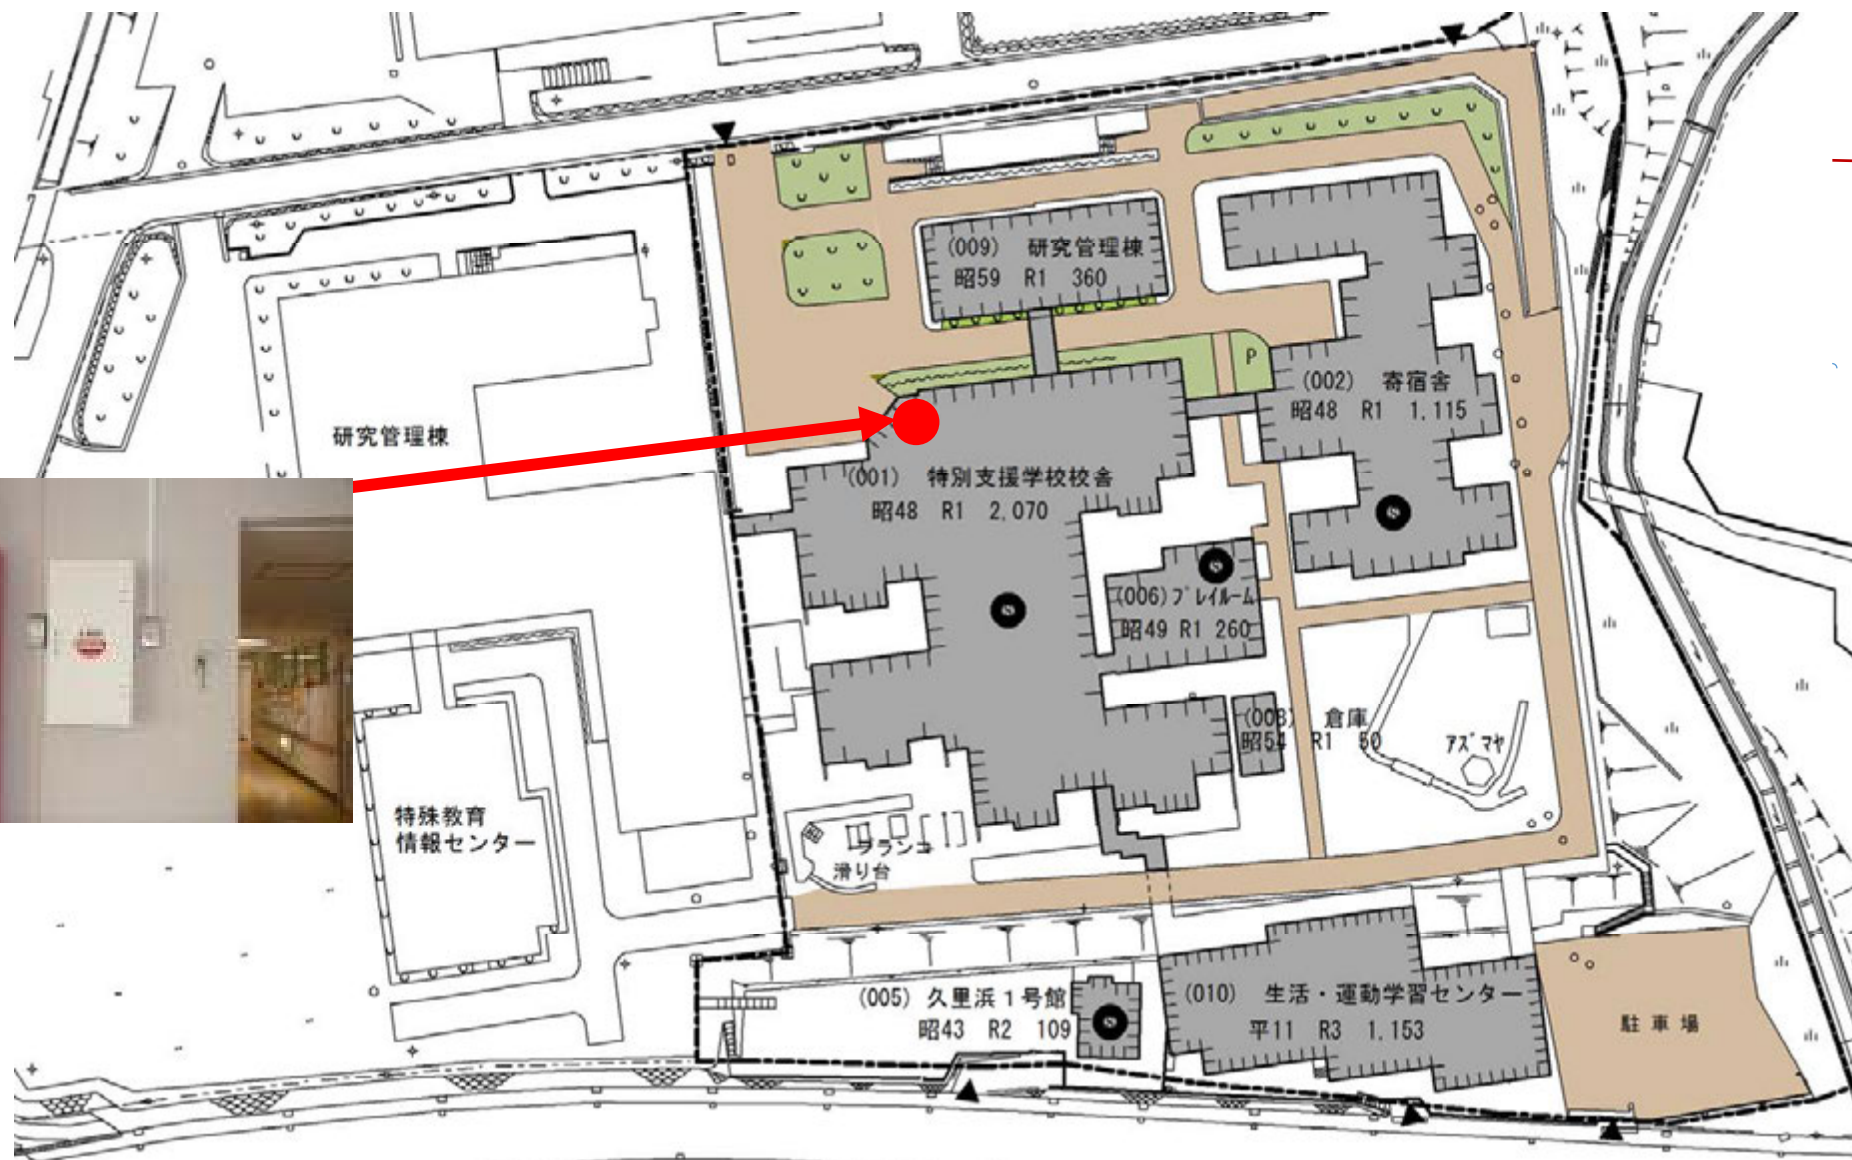 (009) 研究管理棟
昭59 R1 360
P
(002) 寄宿舎
昭48 R1 1,115
研究管理棟
(001) 特別支援学校校舎
昭48 R1 2,070
(006)プレイルーム
昭49 R1 260
(008) 倉庫
昭54 R1 50
アズマヤ
特殊教育
情報センター
ブランコ
滑り台
(005) 久里浜1号館
昭43 R2 109
(010) 生活・運動学習センター
平11 R3 1,153
駐車場